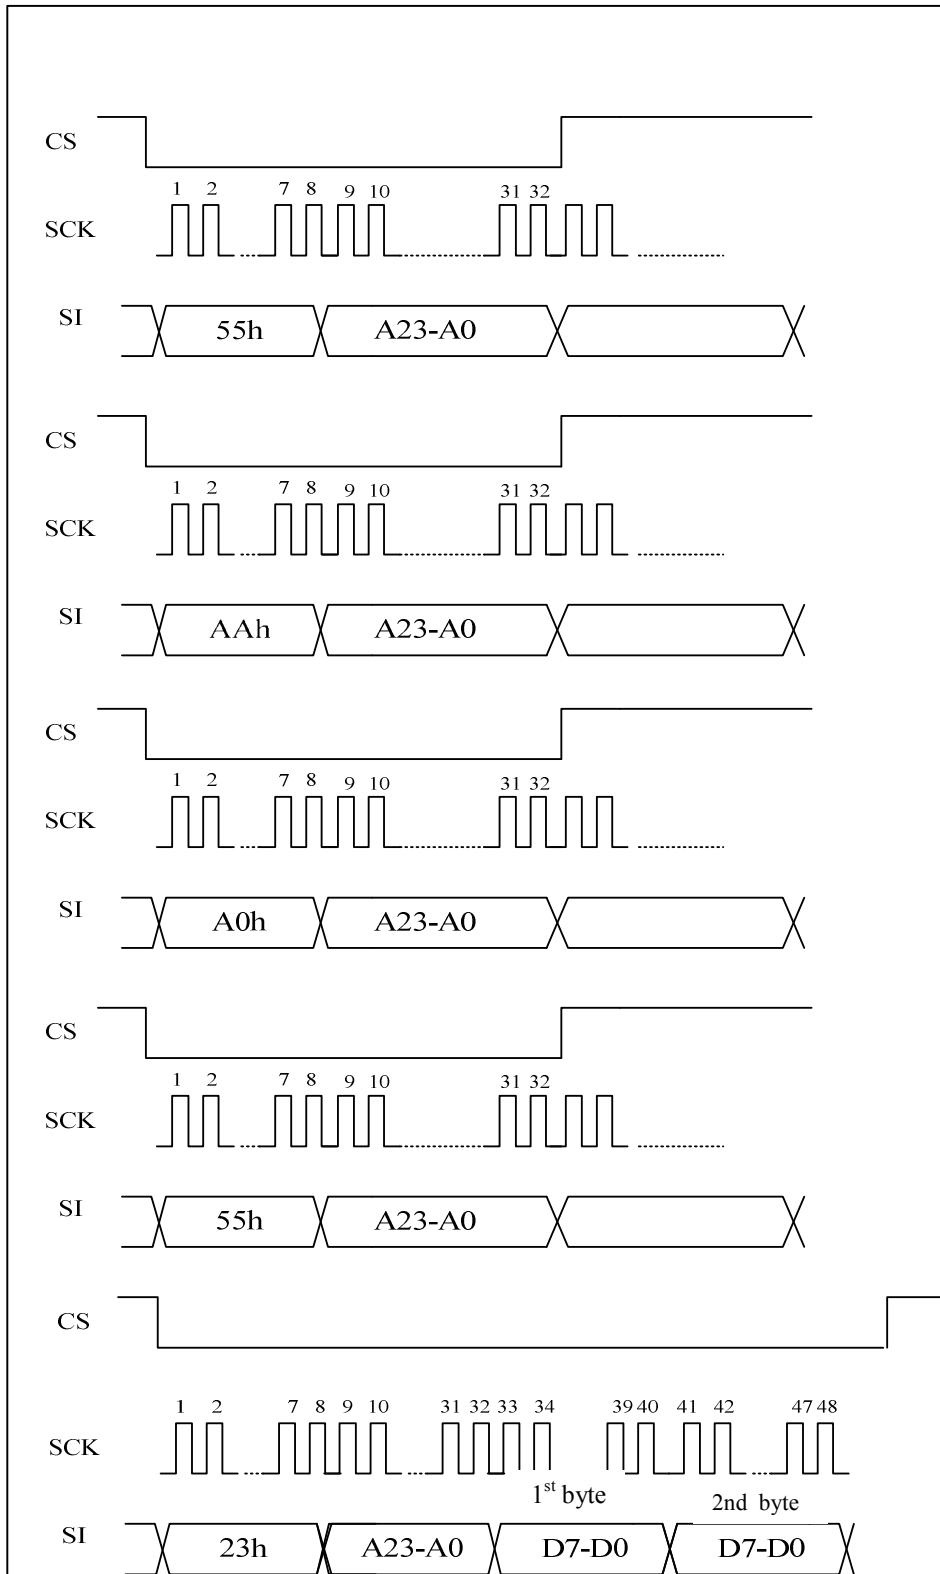 CS
1 2 7 8 9 10 31 32
SCK
SI 55h A23-A0
CS
1 2 7 8 9 10 31 32
SCK
SI AAh A23-A0
CS
1 2 7 8 9 10 31 32
SCK
SI A0h A23-A0
CS
1 2 7 8 9 10 31 32
SCK
SI 55h A23-A0
CS
1 2 7 8 9 10 31 32 33 34 39 40 41 42 47 48
SCK
1st byte 2nd byte
SI 23h A23-A0 D7-D0 D7-D0